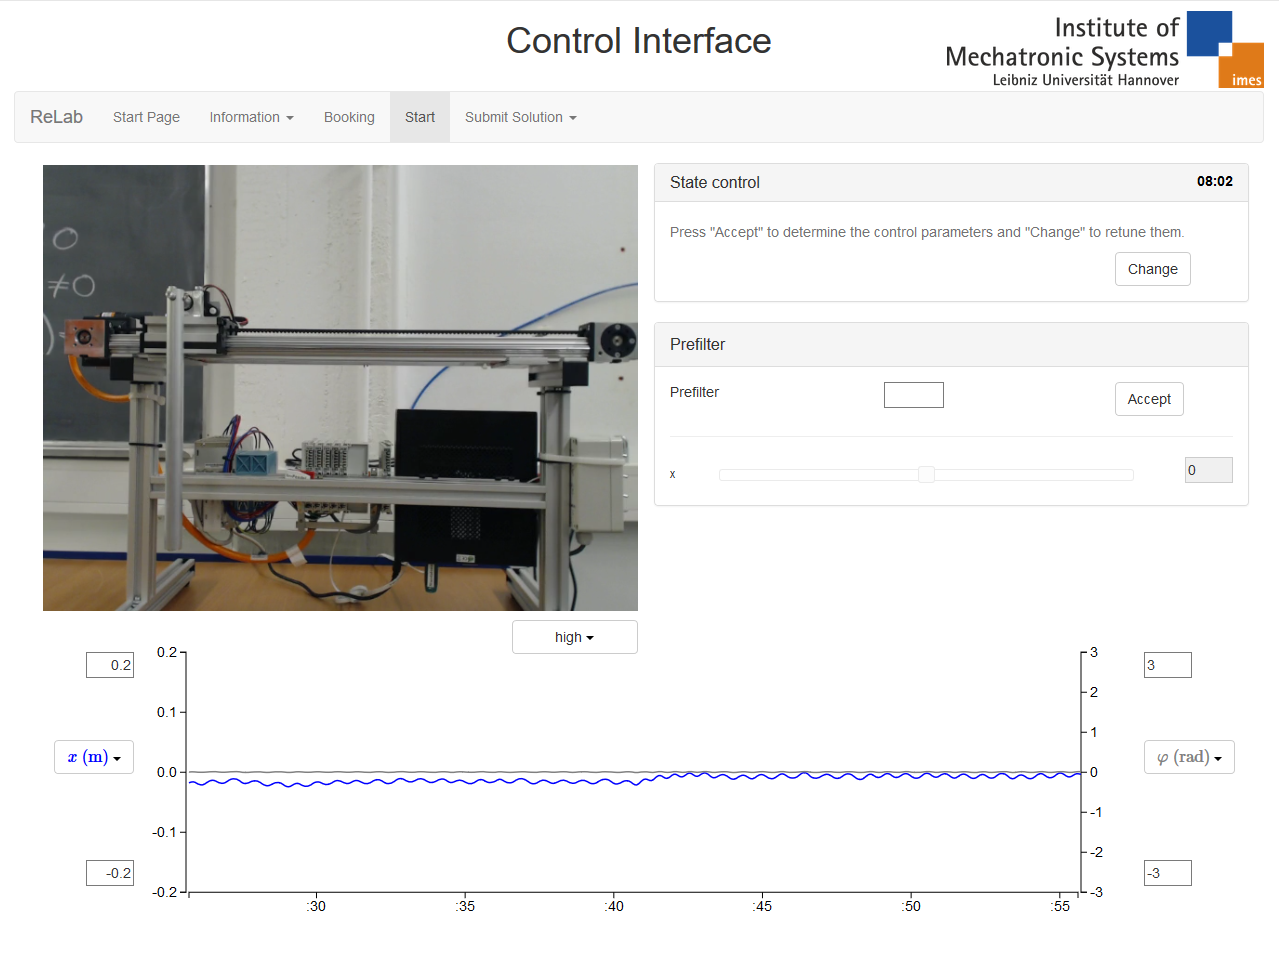 Control Interface
Institute of
Mechatronic Systems
Leibniz Universität Hannover
imes
ReLab
Start Page
Information
Booking
Start
Submit Solution
State control
08:02
Press "Accept" to determine the control parameters and "Change" to retune them.
Change
Prefilter
Prefilter
Accept
x
0
≠0
high
0.2
0.2
0.1
0.0
-0.1
-0.2
x (m)
-0.2
3
2
1
0
-1
-2
-3
3
φ (rad)
-3
:30
:35
:40
:45
:50
:55